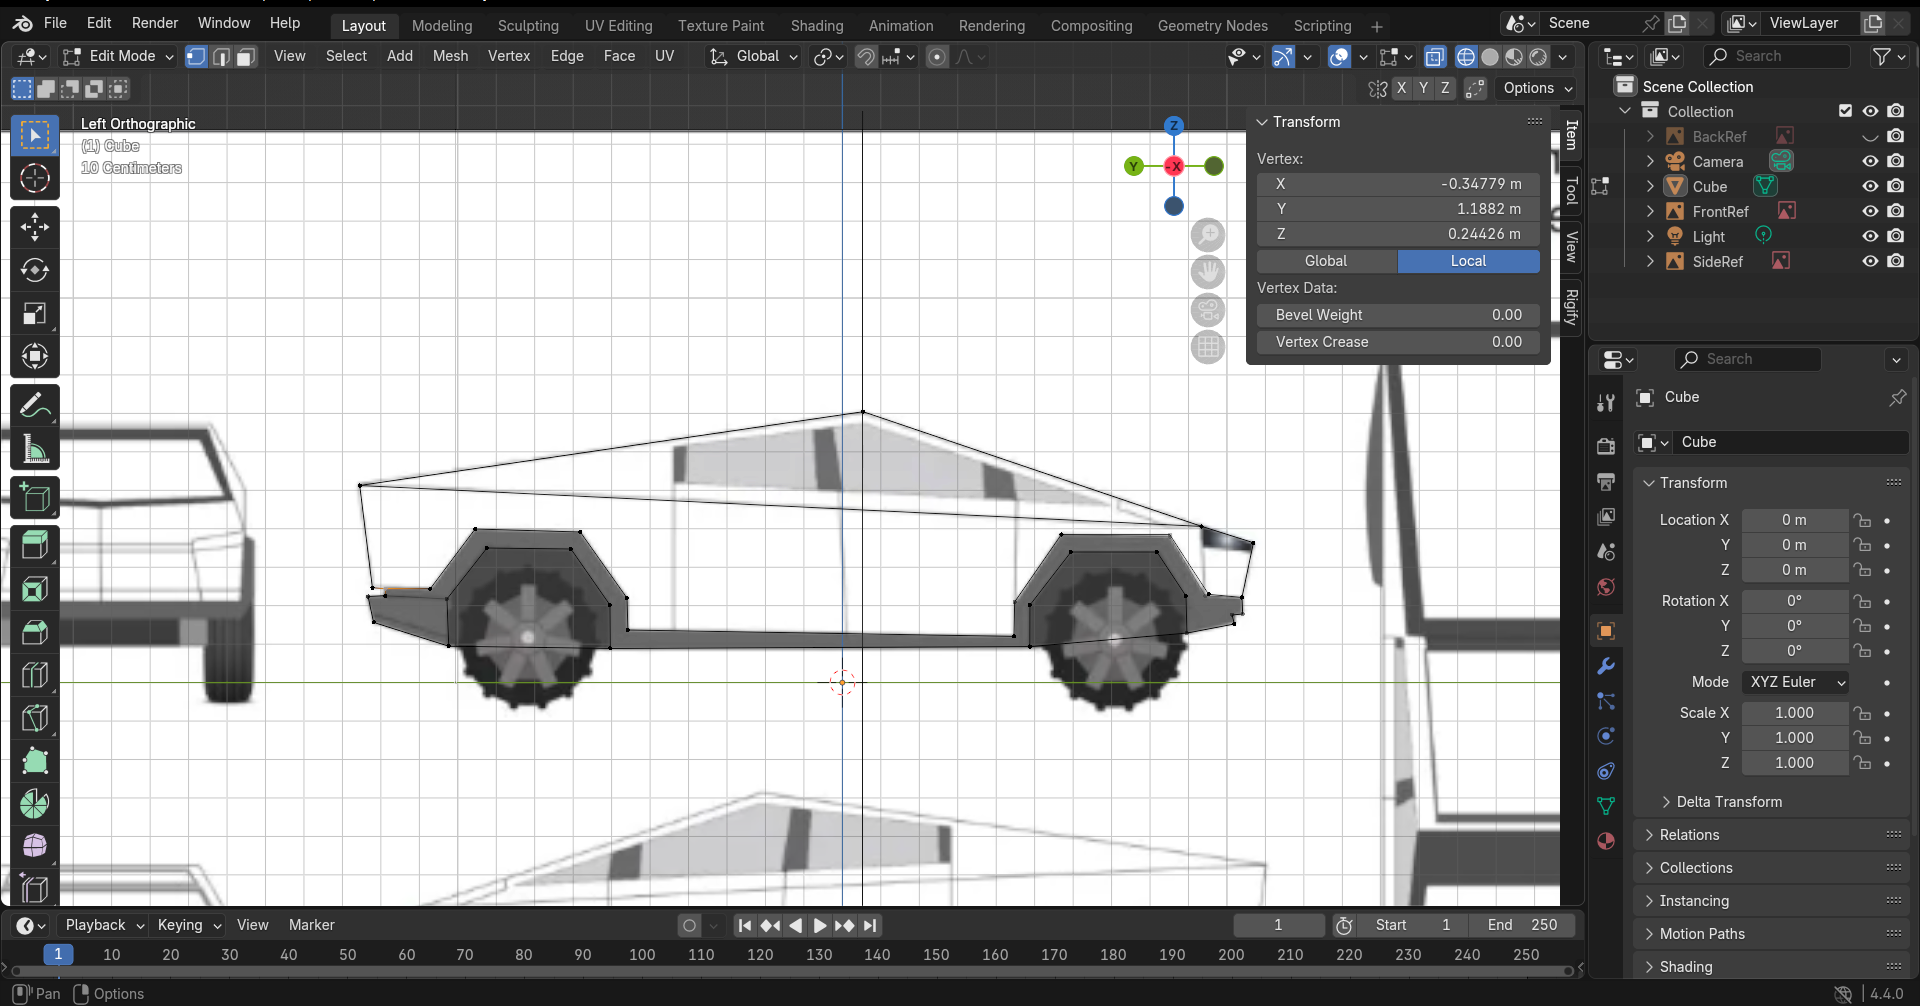 File Edit Render Window Help Layout Modeling Sculpting UV Editing Texture Paint Shading Animation Rendering Compositing Geometry Nodes Scripting + Scene ViewLayer
Edit Mode View Select Add Mesh Vertex Edge Face UV Global Search
X Y Z Options
Scene Collection
Collection
BackRef
Camera
Cube
FrontRef
Light
SideRef
Left Orthographic
(1) Cube
10 Centimeters
Z
Y
-X
Transform
Vertex:
X -0.34779 m
Y 1.1882 m
Z 0.24426 m
Global Local
Vertex Data:
Bevel Weight 0.00
Vertex Crease 0.00
Item
Tool
View
Rigify
Search
Cube
Cube
Transform
Location X 0 m
Y 0 m
Z 0 m
Rotation X 0°
Y 0°
Z 0°
Mode XYZ Euler
Scale X 1.000
Y 1.000
Z 1.000
Delta Transform
Relations
Collections
Instancing
Motion Paths
Shading
Playback Keying View Marker 1 Start 1 End 250
1 10 20 30 40 50 60 70 80 90 100 110 120 130 140 150 160 170 180 190 200 210 220 230 240 250
Pan Options 4.4.0